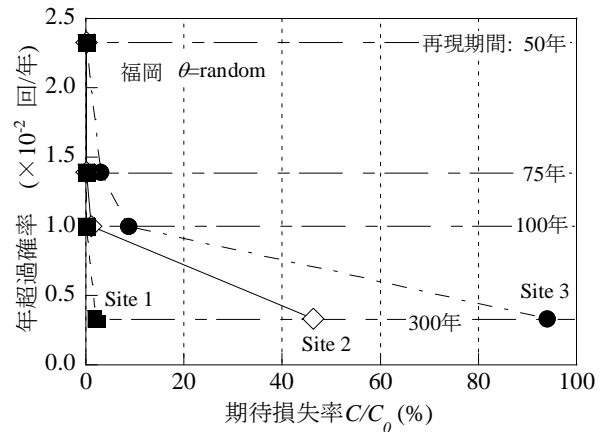 2.5
2.0
1.5
1.0
0.5
0.0
年超過確率 (×10⁻² 回/年)
再現期間: 50年
福岡 θ=random
75年
100年
Site 1
Site 3
300年
Site 2
0 20 40 60 80 100
期待損失率C/C₀ (%)